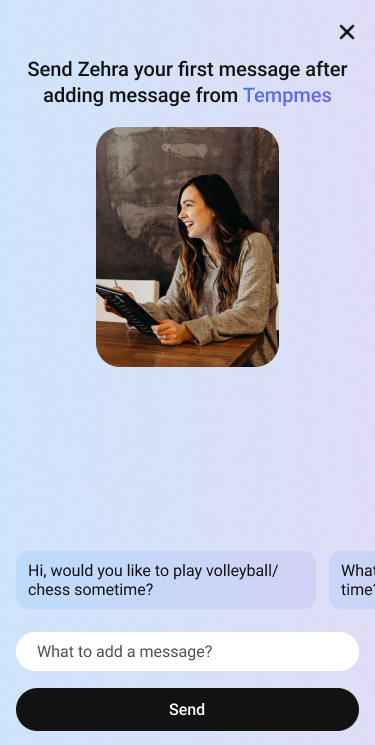 Send Zehra your first message after
adding message from Tempmes
Hi, would you like to play volleyball/
chess sometime?
What
time?
What to add a message?
Send